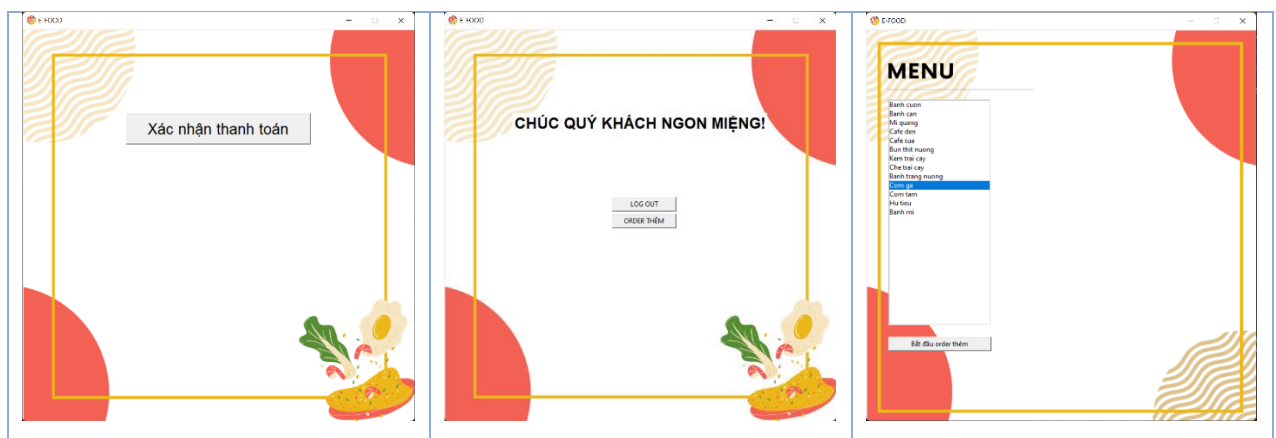 E-FOOD
Xác nhận thanh toán
E-FOOD
CHÚC QUÝ KHÁCH NGON MIỆNG!
LOG OUT
ORDER THÊM
E-FOOD
MENU
Banh cuon
Banh can
Mi quang
Cafe den
Cafe sua
Bun thit nuong
Kem trai cay
Che trai cay
Banh trang nuong
Com ga
Com tam
Hu tieu
Banh mi
Bắt đầu order thêm